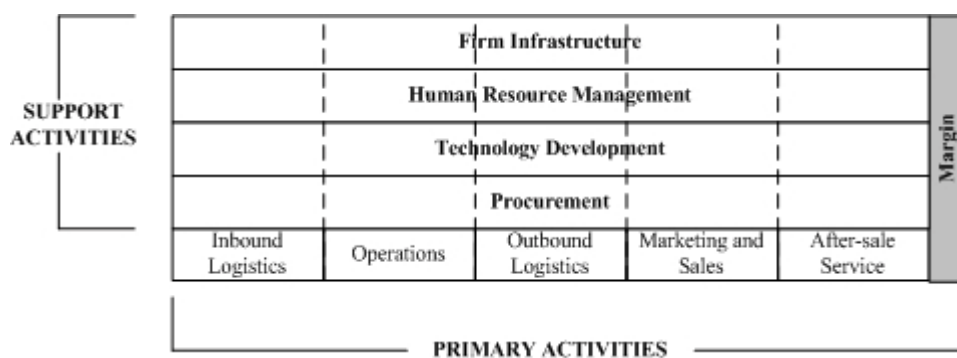 Firm Infrastructure
Human Resource Management
SUPPORT
ACTIVITIES
Technology Development
Procurement
Margin
Inbound
Logistics
Operations
Outbound
Logistics
Marketing and
Sales
After-sale
Service
PRIMARY ACTIVITIES